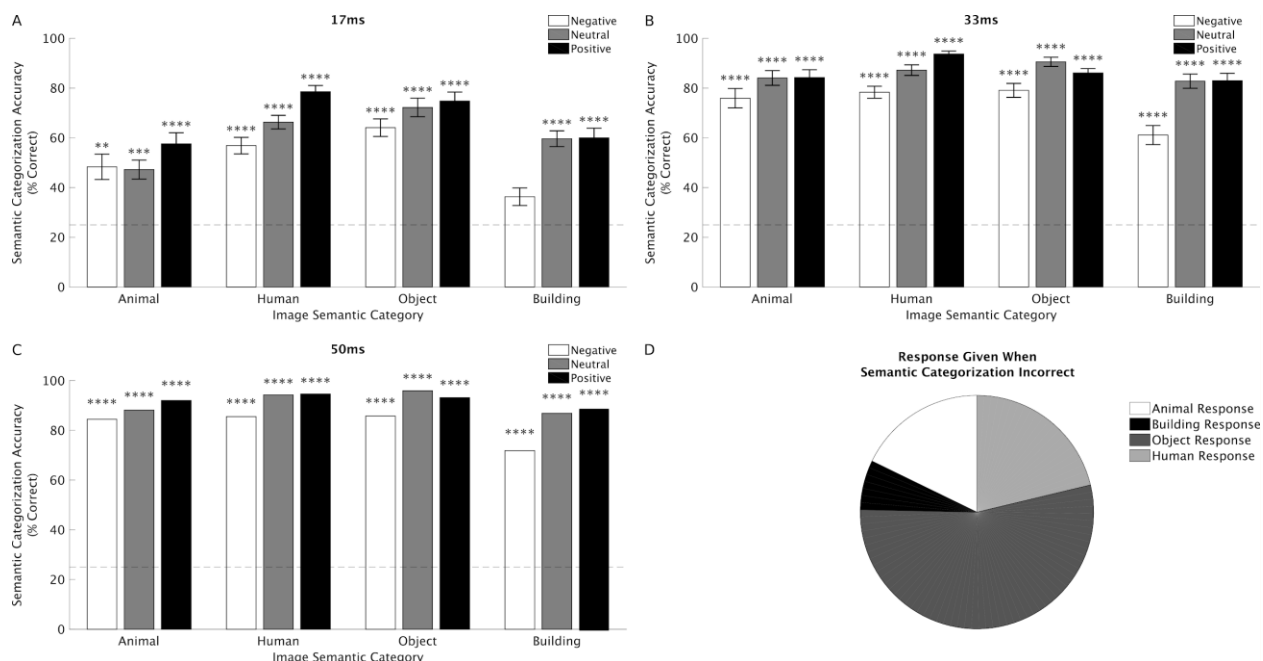 A
17ms
Negative
Neutral
Positive
Semantic Categorization Accuracy
(% Correct)
100
80
60
40
20
0
**
***
****
****
****
****
****
****
****
****
****
Animal
Human
Object
Building
Image Semantic Category
B
33ms
Negative
Neutral
Positive
Semantic Categorization Accuracy
(% Correct)
100
80
60
40
20
0
****
****
****
****
****
****
****
****
****
****
****
****
Animal
Human
Object
Building
Image Semantic Category
C
50ms
Negative
Neutral
Positive
Semantic Categorization Accuracy
(% Correct)
100
80
60
40
20
0
****
****
****
****
****
****
****
****
****
****
****
****
Animal
Human
Object
Building
Image Semantic Category
D
Response Given When
Semantic Categorization Incorrect
Animal Response
Building Response
Object Response
Human Response